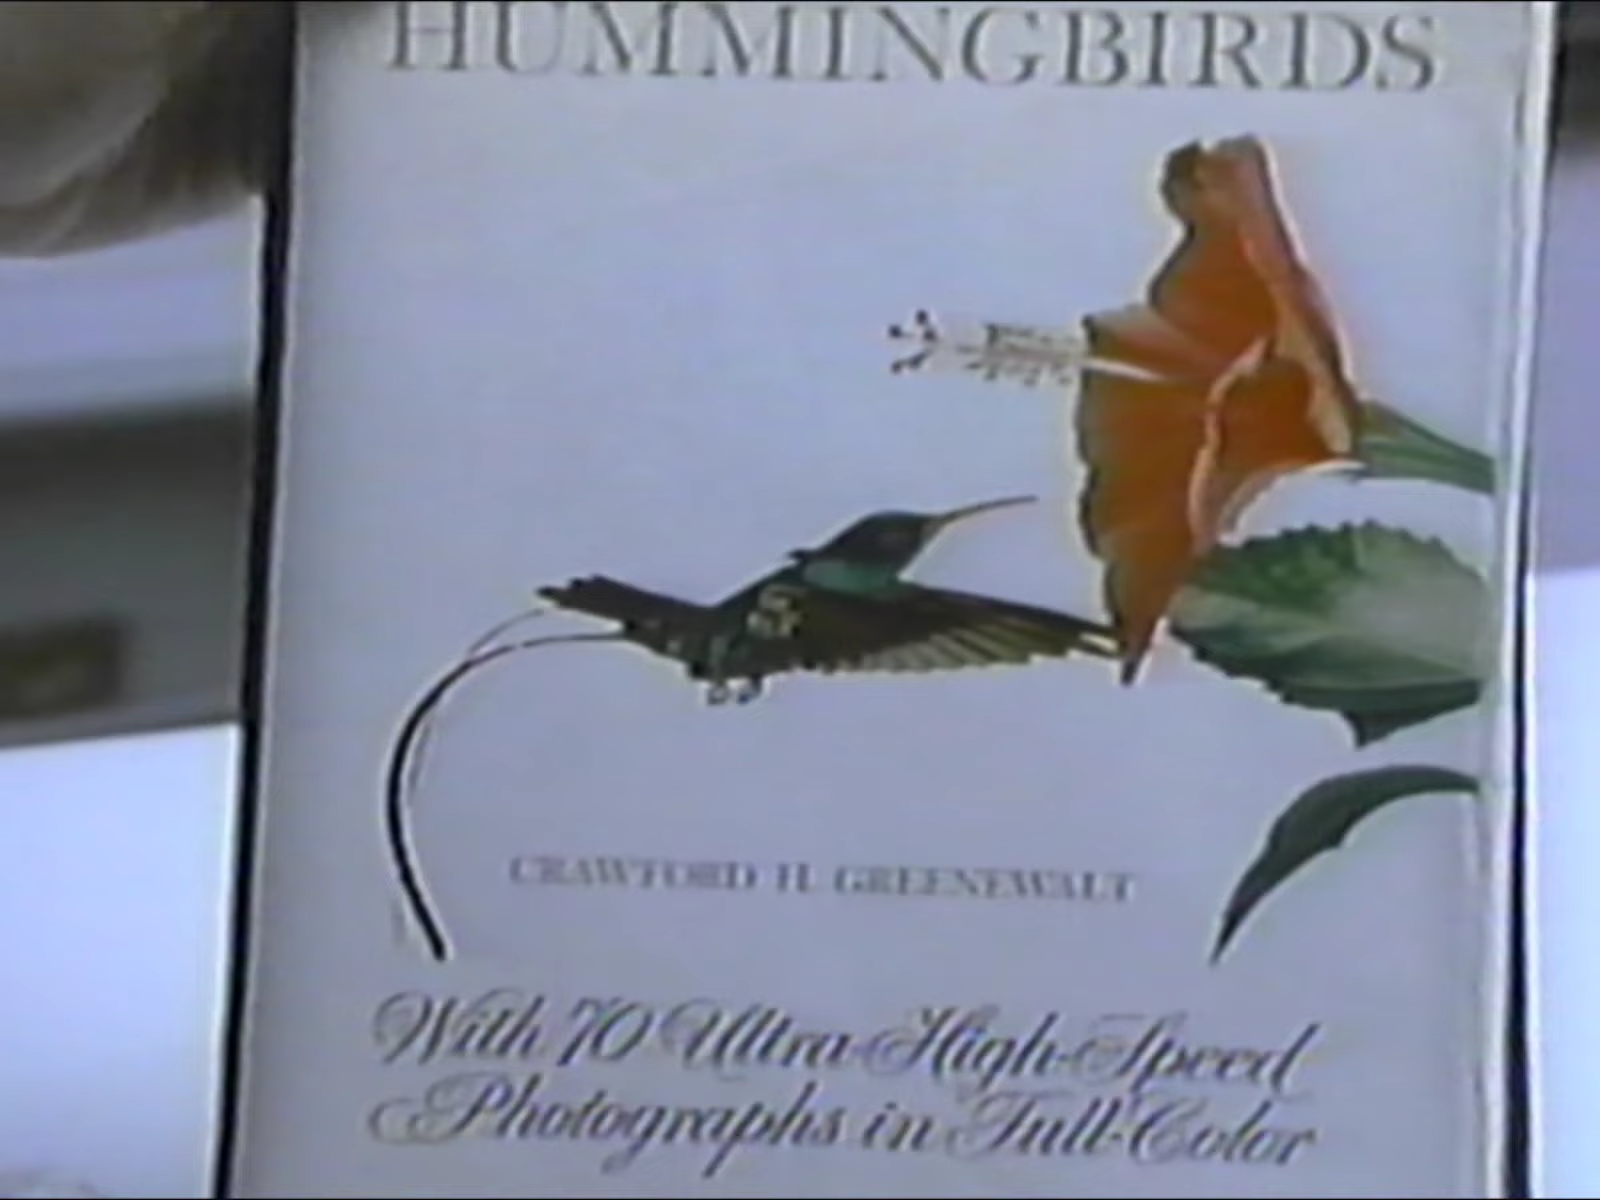 HUMMINGBIRDS
CRAWFORD H. GREENEWALT
With 70 Ultra-High-Speed
Photographs in Full-Color